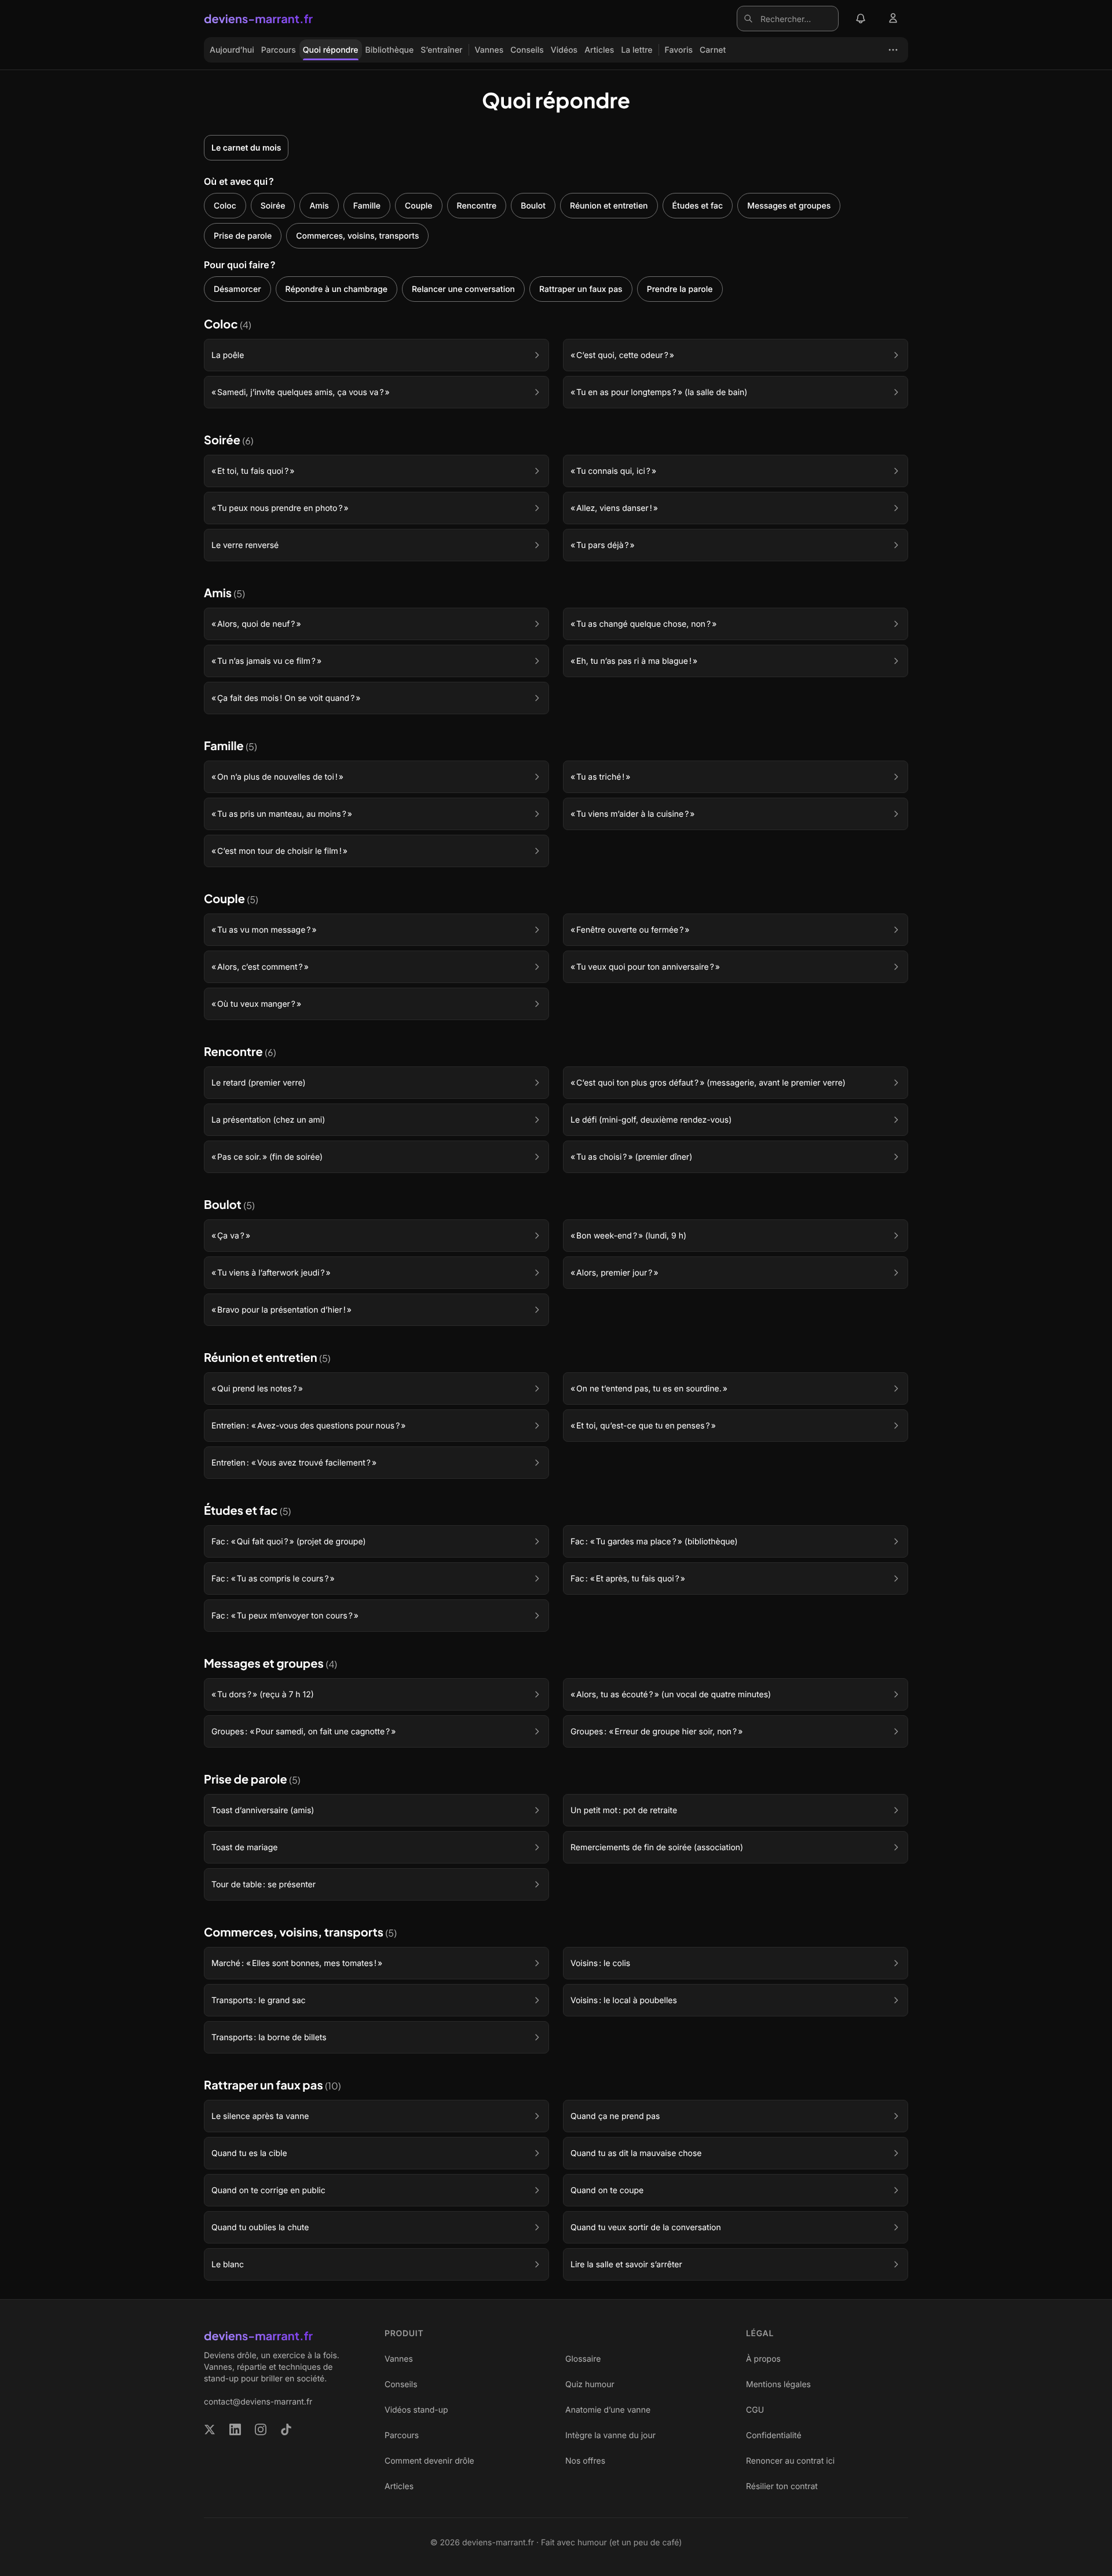 deviens-marrant.fr
Rechercher...
Aujourd'hui Parcours Quoi répondre Bibliothèque S'entraîner Vannes Conseils Vidéos Articles La lettre Favoris Carnet
Quoi répondre
Le carnet du mois
Où et avec qui ?
Coloc Soirée Amis Famille Couple Rencontre Boulot Réunion et entretien Études et fac Messages et groupes
Prise de parole Commerces, voisins, transports
Pour quoi faire ?
Désamorcer Répondre à un chambrage Relancer une conversation Rattraper un faux pas Prendre la parole
Coloc (4)
La poêle
« C'est quoi, cette odeur ? »
« Samedi, j'invite quelques amis, ça vous va ? »
« Tu en as pour longtemps ? » (la salle de bain)
Soirée (6)
« Et toi, tu fais quoi ? »
« Tu connais qui, ici ? »
« Tu peux nous prendre en photo ? »
« Allez, viens danser ! »
Le verre renversé
« Tu pars déjà ? »
Amis (5)
« Alors, quoi de neuf ? »
« Tu as changé quelque chose, non ? »
« Tu n'as jamais vu ce film ? »
« Eh, tu n'as pas ri à ma blague ! »
« Ça fait des mois ! On se voit quand ? »
Famille (5)
« On n'a plus de nouvelles de toi ! »
« Tu as triché ! »
« Tu as pris un manteau, au moins ? »
« Tu viens m'aider à la cuisine ? »
« C'est mon tour de choisir le film ! »
Couple (5)
« Tu as vu mon message ? »
« Fenêtre ouverte ou fermée ? »
« Alors, c'est comment ? »
« Tu veux quoi pour ton anniversaire ? »
« Où tu veux manger ? »
Rencontre (6)
Le retard (premier verre)
« C'est quoi ton plus gros défaut ? » (messagerie, avant le premier verre)
La présentation (chez un ami)
Le défi (mini-golf, deuxième rendez-vous)
« Pas ce soir. » (fin de soirée)
« Tu as choisi ? » (premier dîner)
Boulot (5)
« Ça va ? »
« Bon week-end ? » (lundi, 9 h)
« Tu viens à l'afterwork jeudi ? »
« Alors, premier jour ? »
« Bravo pour la présentation d'hier ! »
Réunion et entretien (5)
« Qui prend les notes ? »
« On ne t'entend pas, tu es en sourdine. »
Entretien : « Avez-vous des questions pour nous ? »
« Et toi, qu'est-ce que tu en penses ? »
Entretien : « Vous avez trouvé facilement ? »
Études et fac (5)
Fac : « Qui fait quoi ? » (projet de groupe)
Fac : « Tu gardes ma place ? » (bibliothèque)
Fac : « Tu as compris le cours ? »
Fac : « Et après, tu fais quoi ? »
Fac : « Tu peux m'envoyer ton cours ? »
Messages et groupes (4)
« Tu dors ? » (reçu à 7 h 12)
« Alors, tu as écouté ? » (un vocal de quatre minutes)
Groupes : « Pour samedi, on fait une cagnotte ? »
Groupes : « Erreur de groupe hier soir, non ? »
Prise de parole (5)
Toast d'anniversaire (amis)
Un petit mot : pot de retraite
Toast de mariage
Remerciements de fin de soirée (association)
Tour de table : se présenter
Commerces, voisins, transports (5)
Marché : « Elles sont bonnes, mes tomates ! »
Voisins : le colis
Transports : le grand sac
Voisins : le local à poubelles
Transports : la borne de billets
Rattraper un faux pas (10)
Le silence après ta vanne
Quand ça ne prend pas
Quand tu es la cible
Quand tu as dit la mauvaise chose
Quand on te corrige en public
Quand on te coupe
Quand tu oublies la chute
Quand tu veux sortir de la conversation
Le blanc
Lire la salle et savoir s'arrêter
deviens-marrant.fr
Deviens drôle, un exercice à la fois.
Vannes, répartie et techniques de
stand-up pour briller en société.
contact@deviens-marrant.fr
PRODUIT
Vannes
Conseils
Vidéos stand-up
Parcours
Comment devenir drôle
Articles
Glossaire
Quiz humour
Anatomie d'une vanne
Intègre la vanne du jour
Nos offres
LÉGAL
À propos
Mentions légales
CGU
Confidentialité
Renoncer au contrat ici
Résilier ton contrat
© 2026 deviens-marrant.fr · Fait avec humour (et un peu de café)